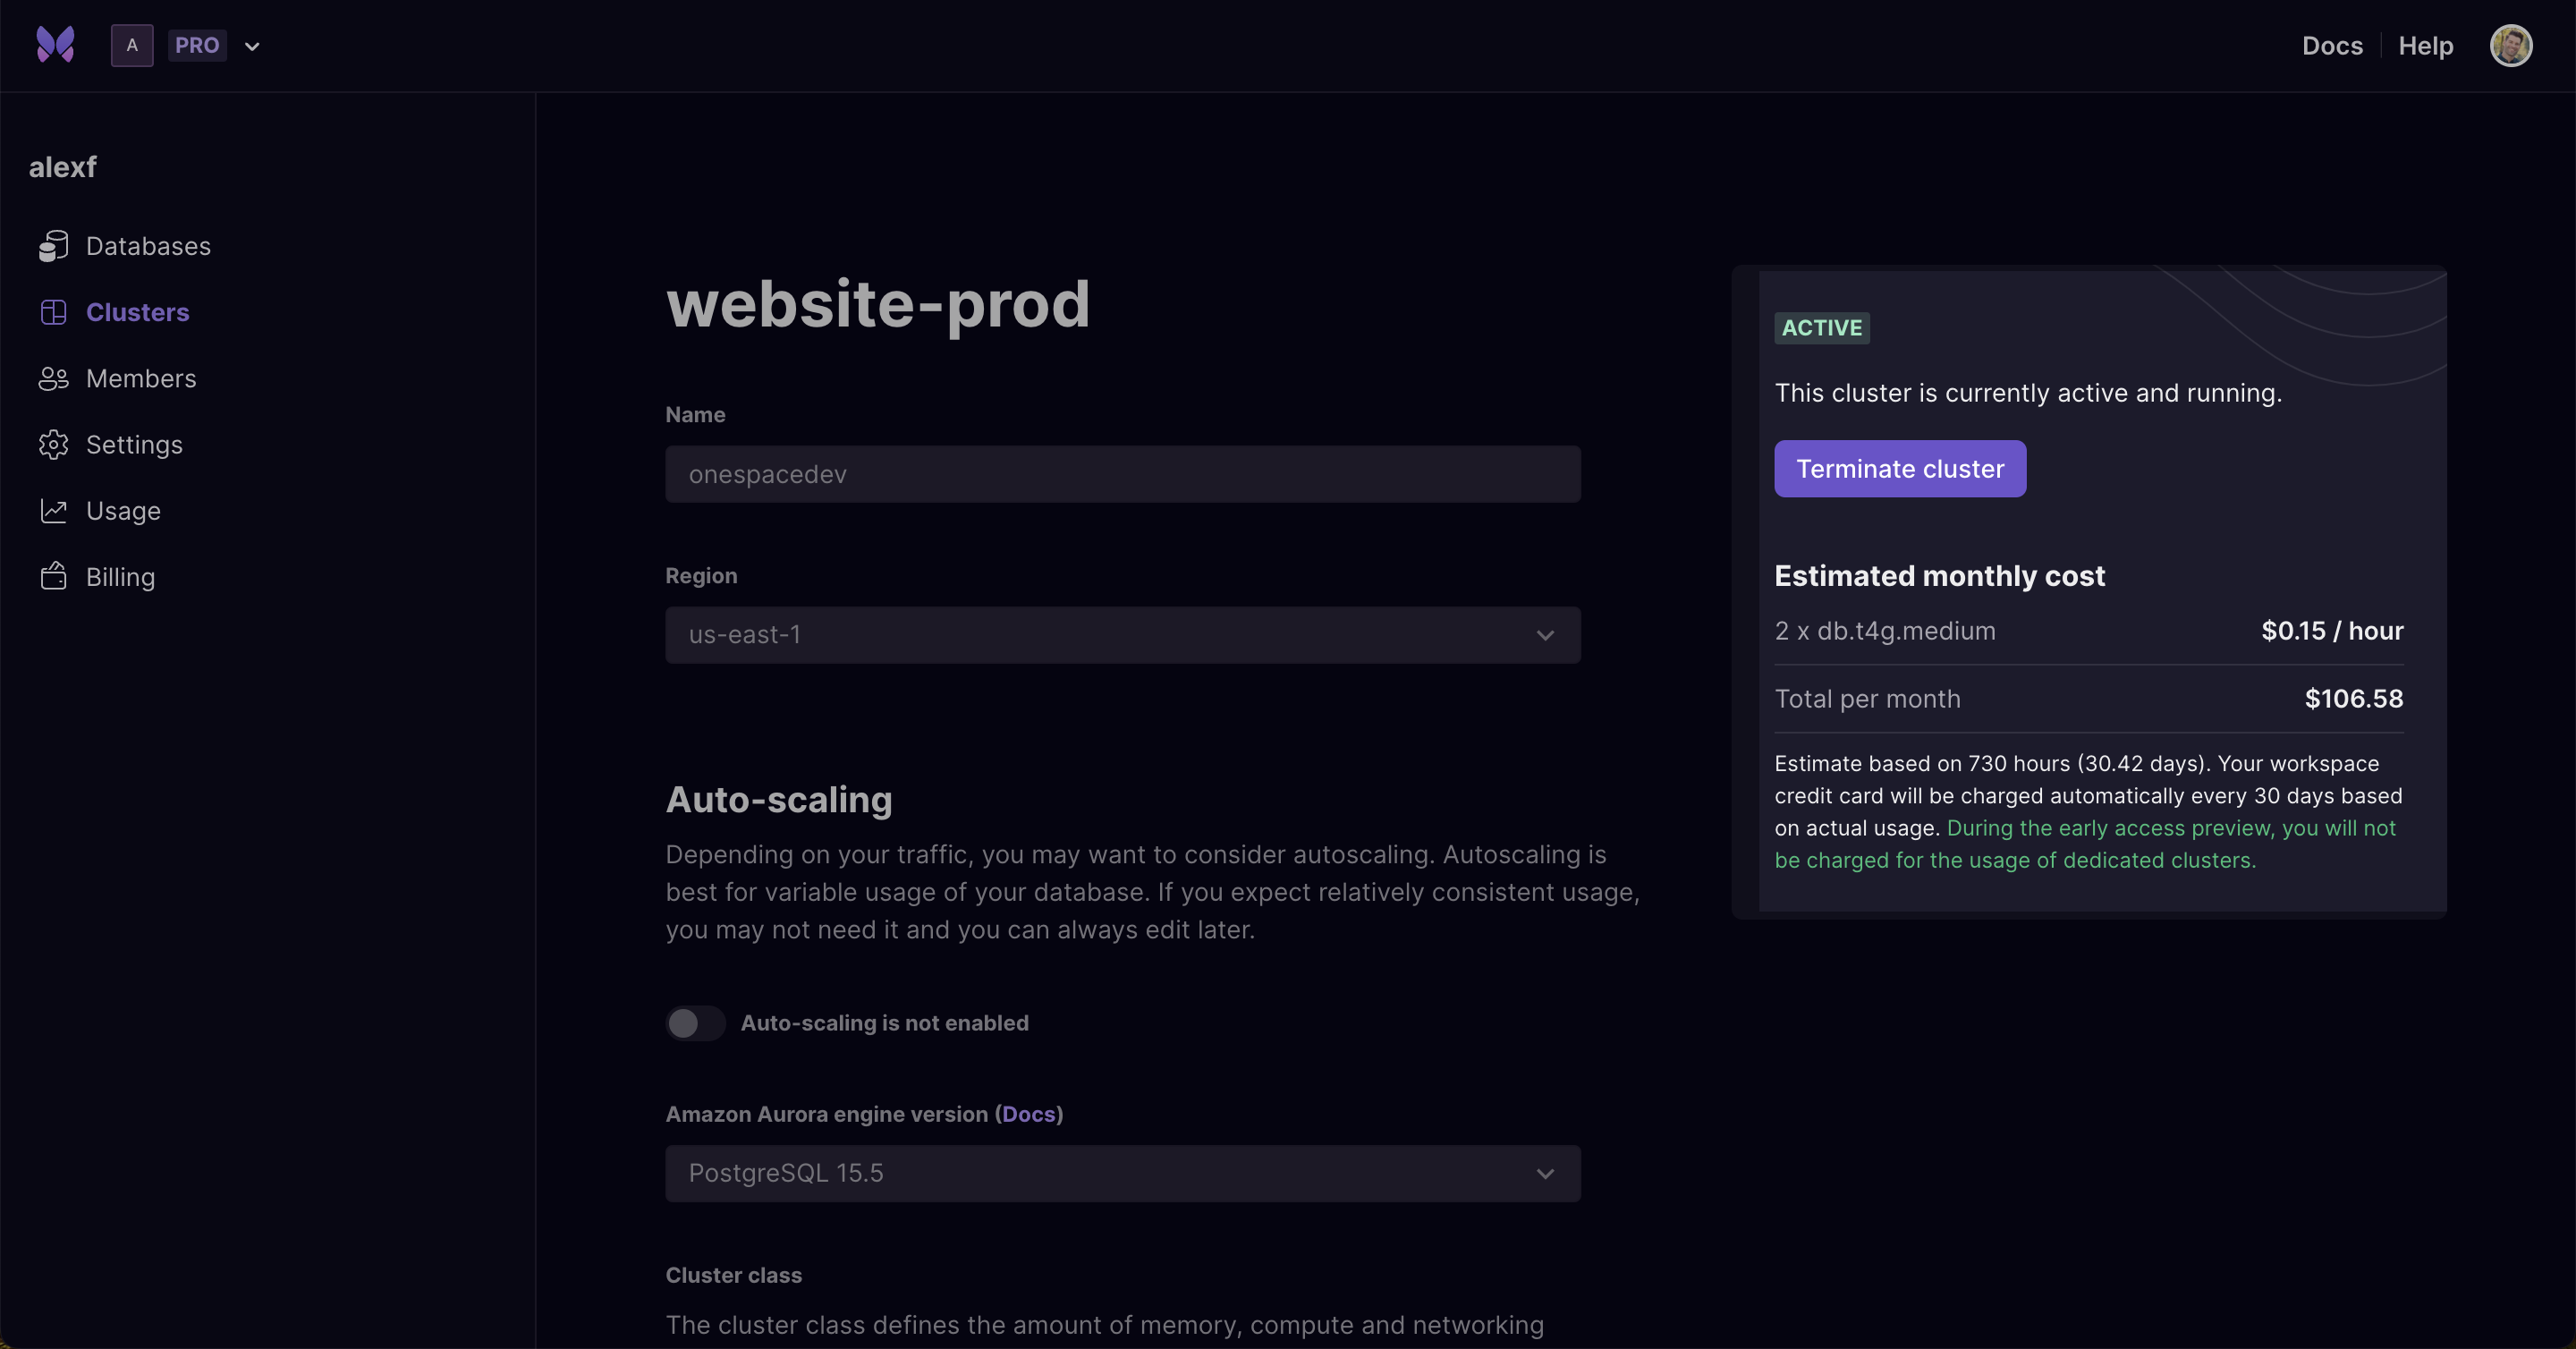 A PRO
Docs Help
alexf
Databases
Clusters
Members
Settings
Usage
Billing
website-prod
Name
onespacedev
Region
us-east-1
Auto-scaling
Depending on your traffic, you may want to consider autoscaling. Autoscaling is
best for variable usage of your database. If you expect relatively consistent usage,
you may not need it and you can always edit later.
Auto-scaling is not enabled
Amazon Aurora engine version (Docs)
PostgreSQL 15.5
Cluster class
The cluster class defines the amount of memory, compute and networking
ACTIVE
This cluster is currently active and running.
Terminate cluster
Estimated monthly cost
2 x db.t4g.medium $0.15 / hour
Total per month $106.58
Estimate based on 730 hours (30.42 days). Your workspace
credit card will be charged automatically every 30 days based
on actual usage. During the early access preview, you will not
be charged for the usage of dedicated clusters.